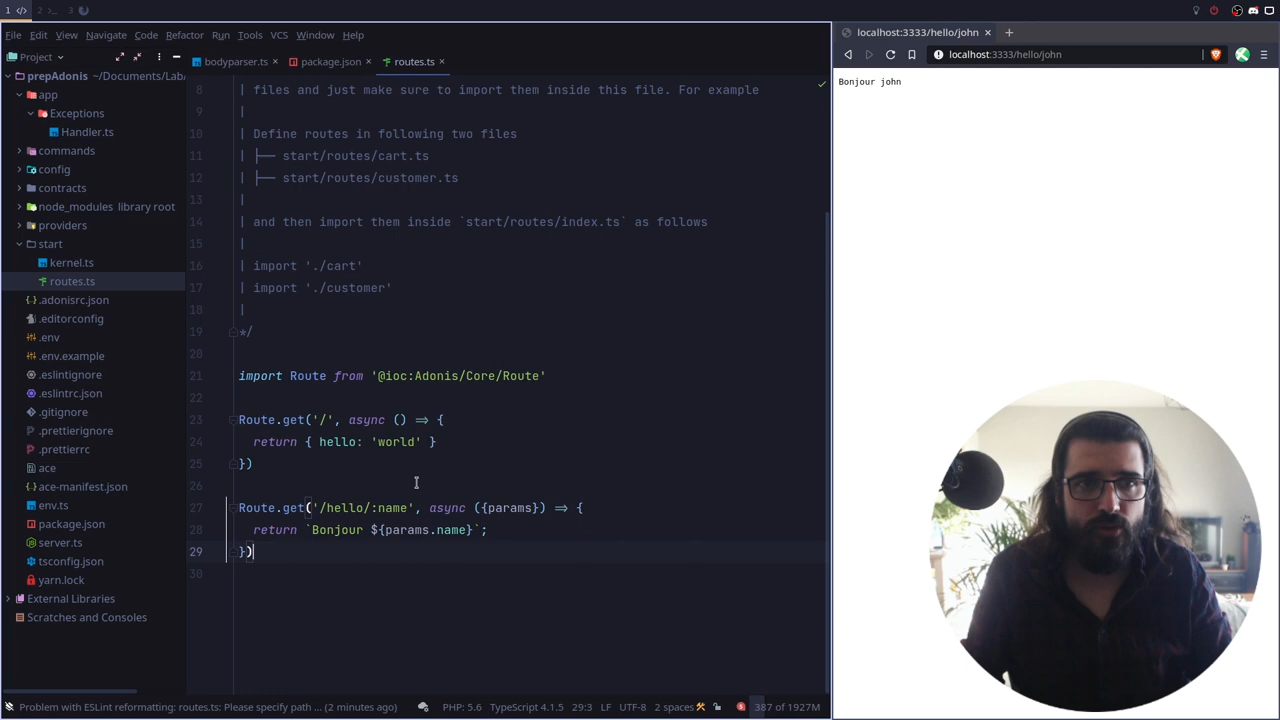 1 </>
2 >_
3
File Edit View Navigate Code Refactor Run Tools VCS Window Help
Project
prepAdonis ~/Documents/Lab/
app
Exceptions
Handler.ts
commands
config
contracts
node_modules library root
providers
start
kernel.ts
routes.ts
.adonisrc.json
.editorconfig
.env
.env.example
.eslintignore
.eslintrc.json
.gitignore
.prettierignore
.prettierrc
ace
ace-manifest.json
env.ts
package.json
server.ts
tsconfig.json
yarn.lock
External Libraries
Scratches and Consoles
bodyparser.ts × package.json × routes.ts ×
8 | files and just make sure to import them inside this file. For example
9 |
10 | Define routes in following two files
11 | ├── start/routes/cart.ts
12 | ├── start/routes/customer.ts
13 |
14 | and then import them inside `start/routes/index.ts` as follows
15 |
16 | import './cart'
17 | import './customer'
18 |
19 */
20
21 import Route from '@ioc:Adonis/Core/Route'
22
23 Route.get('/', async () => {
24 return { hello: 'world' }
25 })
26
27 Route.get('/hello/:name', async ({params}) => {
28 return `Bonjour ${params.name}`;
29 })
30
Problem with ESLint reformatting: routes.ts: Please specify path ... (2 minutes ago) PHP: 5.6 TypeScript 4.1.5 29:3 LF UTF-8 2 spaces 387 of 1927M
localhost:3333/hello/john × +
localhost:3333/hello/john
Bonjour john